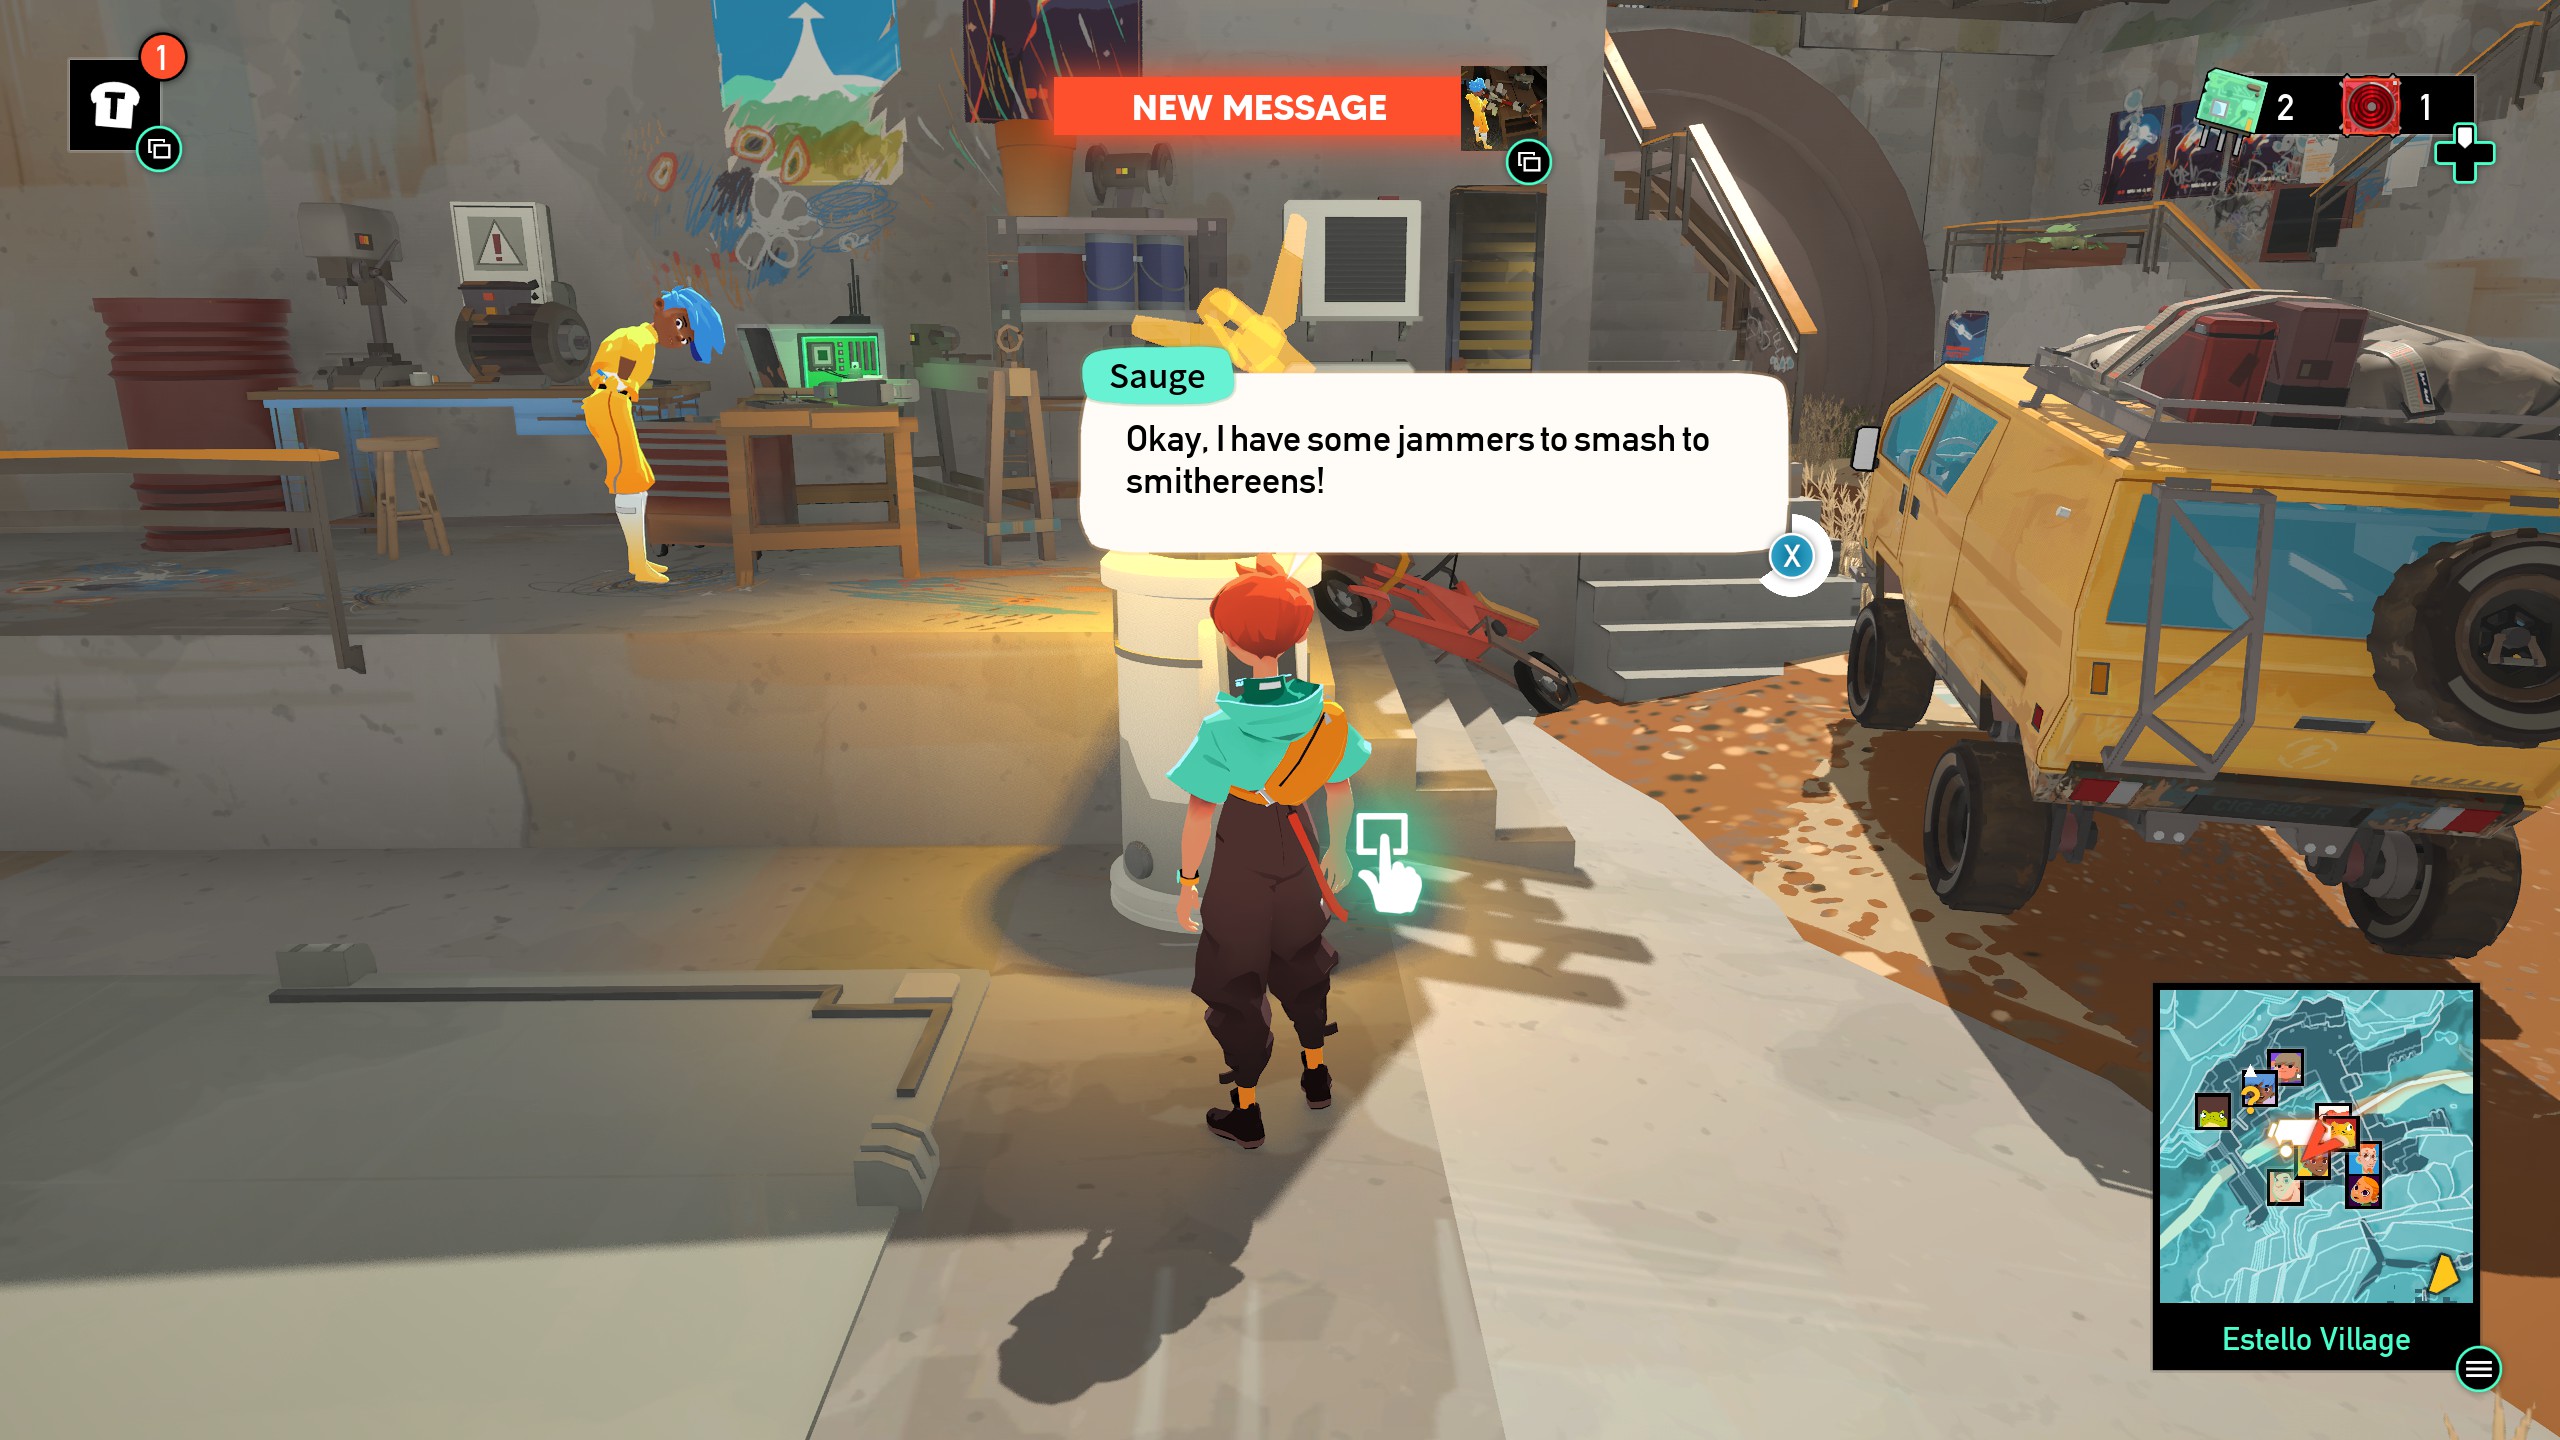 1
T
NEW MESSAGE
2
1
Sauge
Okay, I have some jammers to smash to
smithereens!
X
?
Estello Village